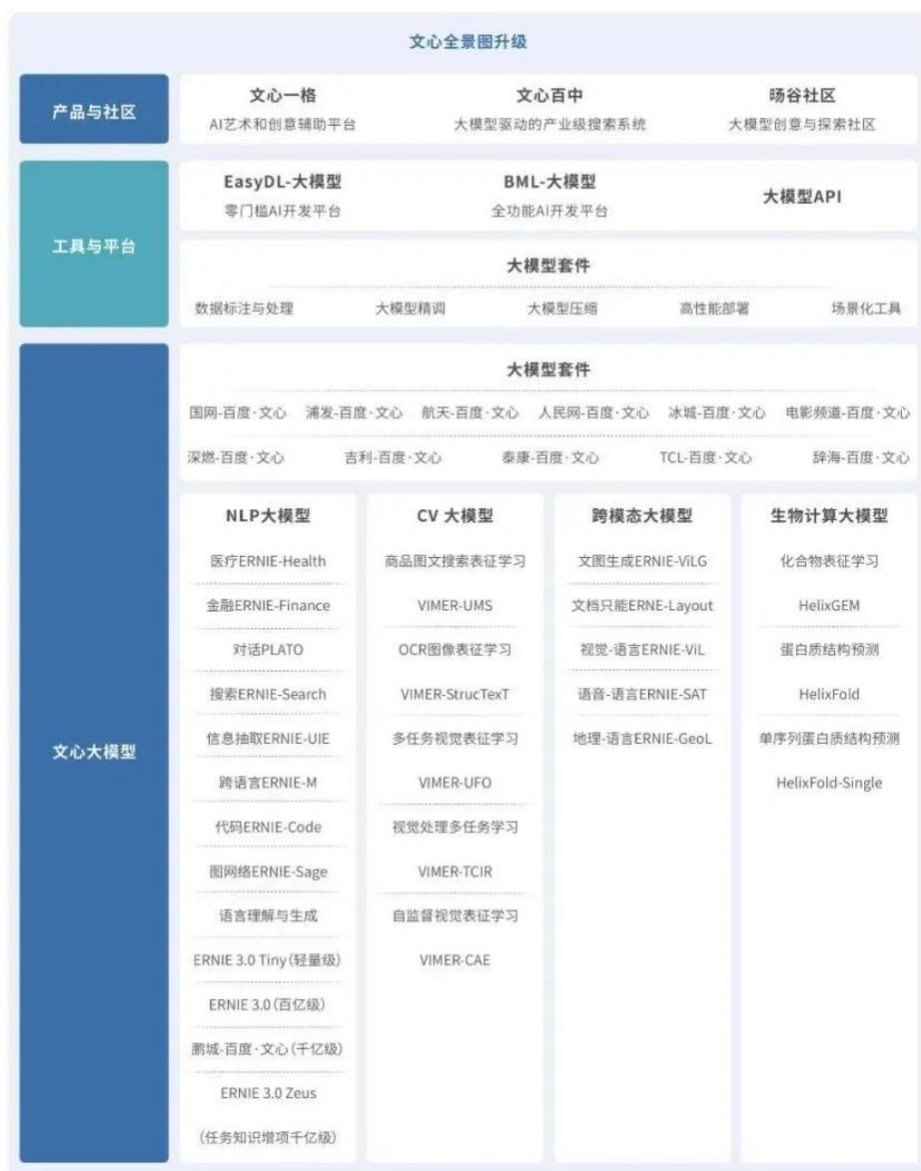 文心全景图升级
产品与社区
文心一格 文心百中 旸谷社区
AI艺术和创意辅助平台 大模型驱动的产业级搜索系统 大模型创意与探索社区
工具与平台
EasyDL-大模型 BML-大模型 大模型API
零门槛AI开发平台 全功能AI开发平台
大模型套件
数据标注与处理 大模型精调 大模型压缩 高性能部署 场景化工具
文心大模型
大模型套件
国网-百度·文心 浦发-百度·文心 航天-百度·文心 人民网-百度·文心 冰城-百度·文心 电影频道-百度·文心
深燃-百度·文心 吉利-百度·文心 泰康-百度·文心 TCL-百度·文心 辞海-百度·文心
NLP大模型
医疗ERNIE-Health
金融ERNIE-Finance
对话PLATO
搜索ERNIE-Search
信息抽取ERNIE-UIE
跨语言ERNIE-M
代码ERNIE-Code
图网络ERNIE-Sage
语言理解与生成
ERNIE 3.0 Tiny(轻量级)
ERNIE 3.0(百亿级)
鹏城-百度·文心(千亿级)
ERNIE 3.0 Zeus
(任务知识增项千亿级)
CV 大模型
商品图文搜索表征学习
VIMER-UMS
OCR图像表征学习
VIMER-StrucTexT
多任务视觉表征学习
VIMER-UFO
视觉处理多任务学习
VIMER-TCIR
自监督视觉表征学习
VIMER-CAE
跨模态大模型
文图生成ERNIE-ViLG
文档只能ERNE-Layout
视觉-语言ERNIE-ViL
语音-语言ERNIE-SAT
地理-语言ERNIE-GeoL
生物计算大模型
化合物表征学习
HelixGEM
蛋白质结构预测
HelixFold
单序列蛋白质结构预测
HelixFold-Single